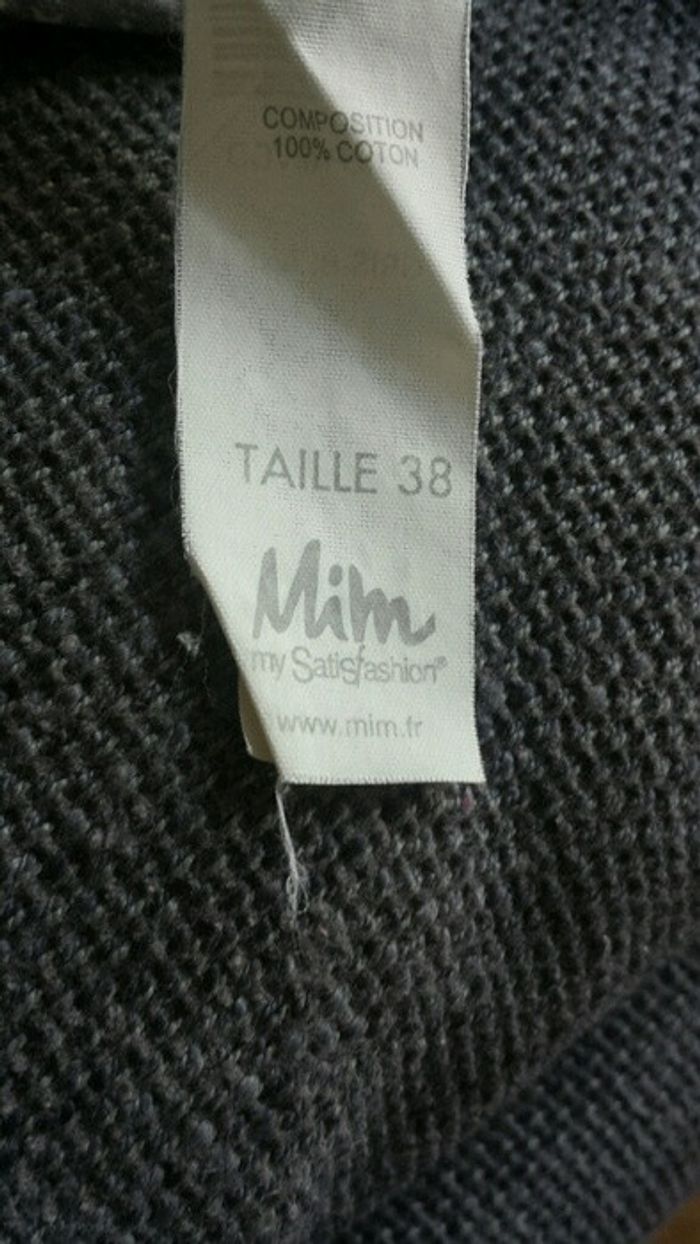 COMPOSITION
100% COTON
TAILLE 38
Mim
my Satisfashion®
www.mim.fr